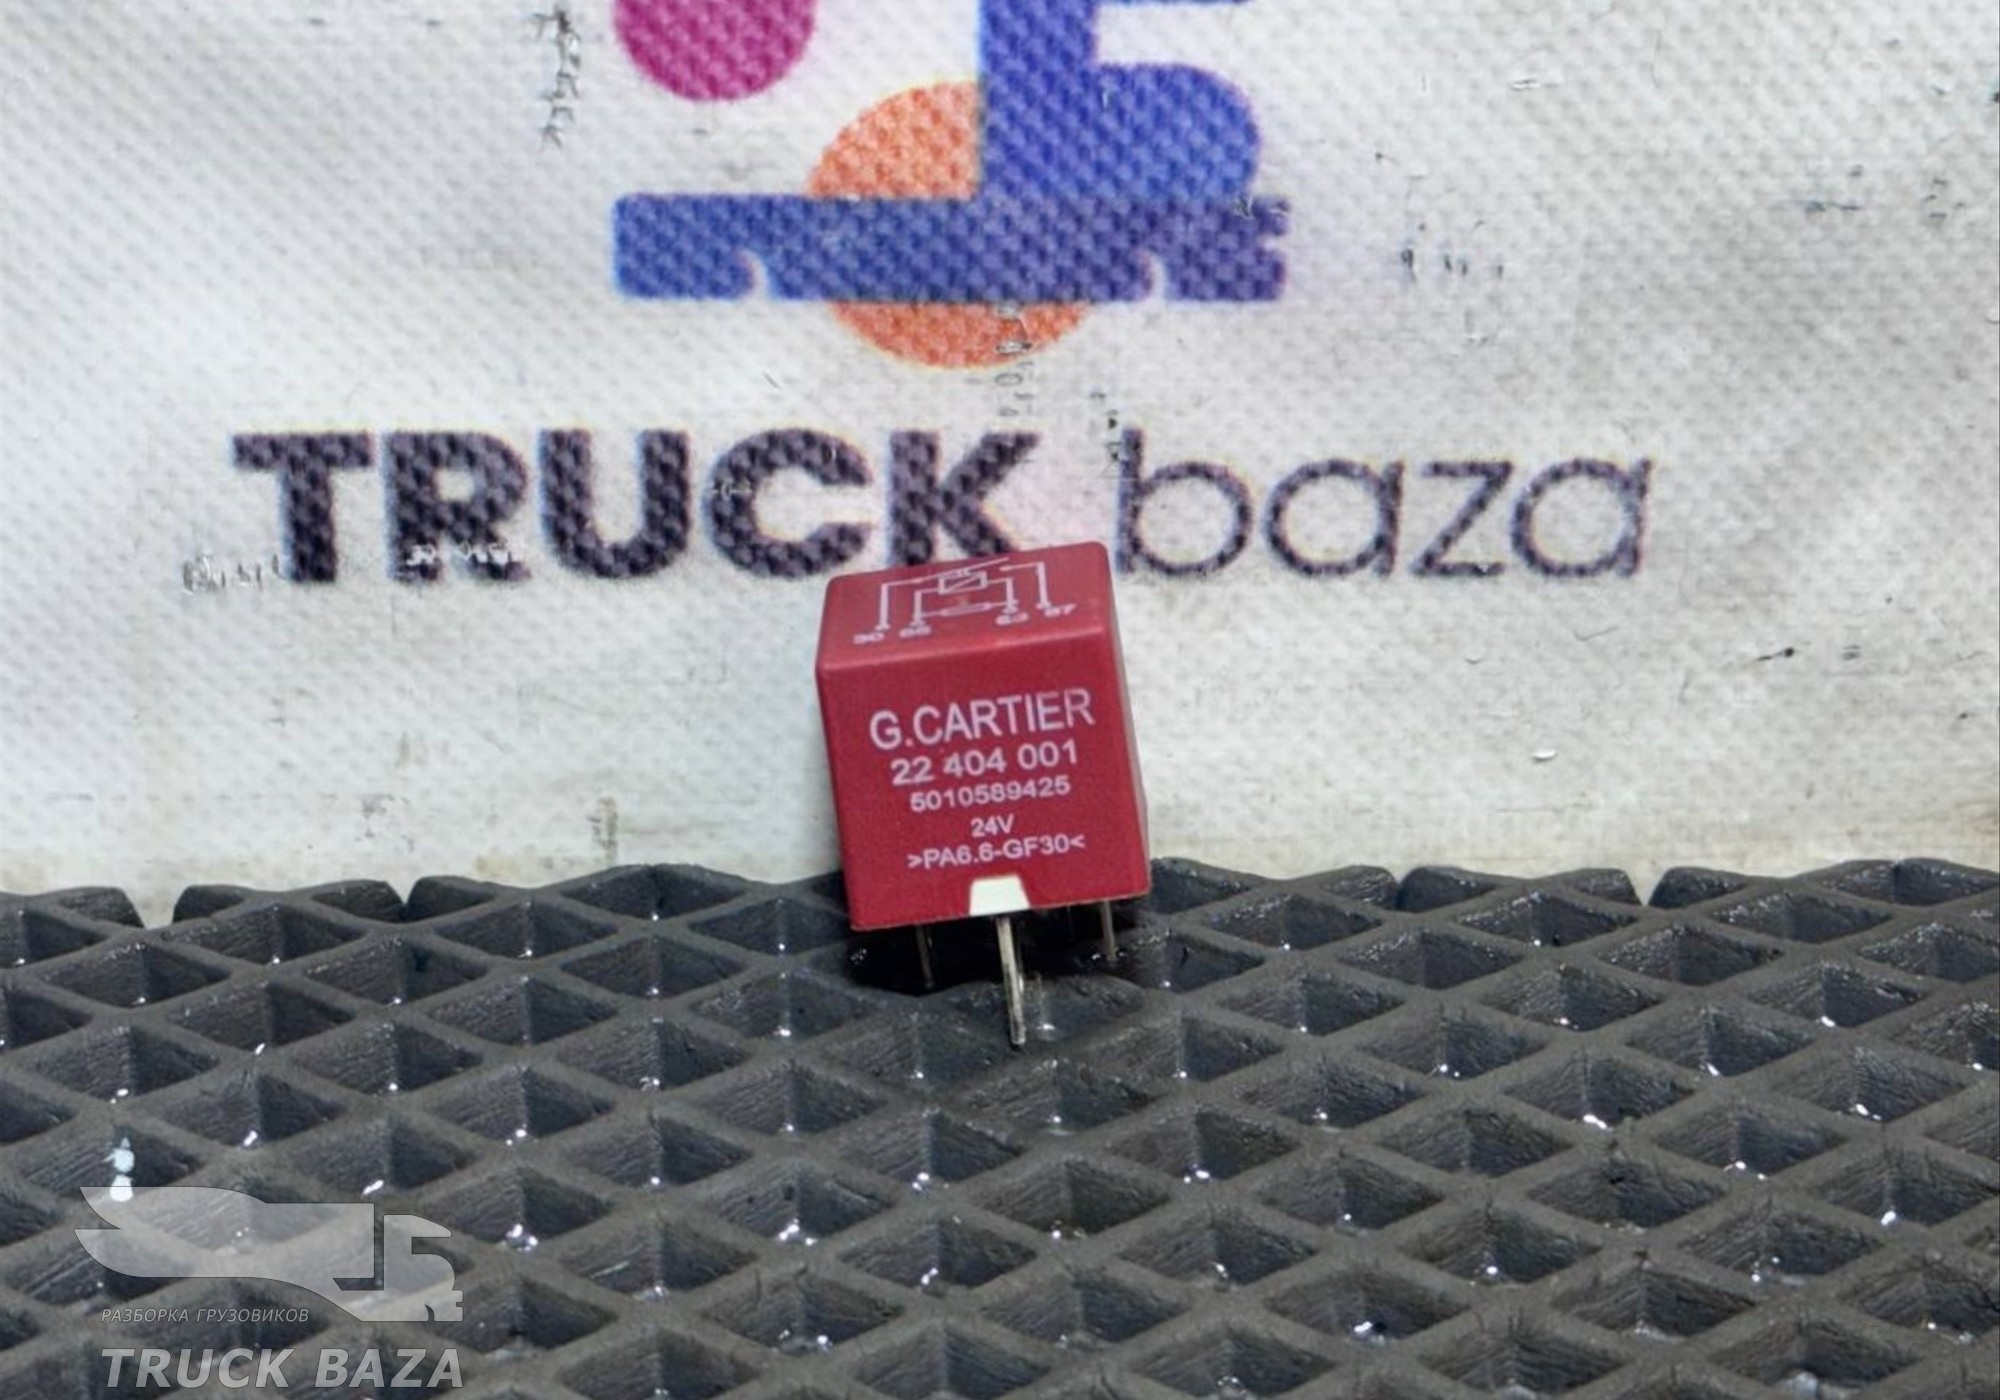 TRUCK baza
30 86 85 87
G.CARTIER
22 404 001
5010589425
24V
>PA6.6-GF30<
РАЗБОРКА ГРУЗОВИКОВ
TRUCK BAZA